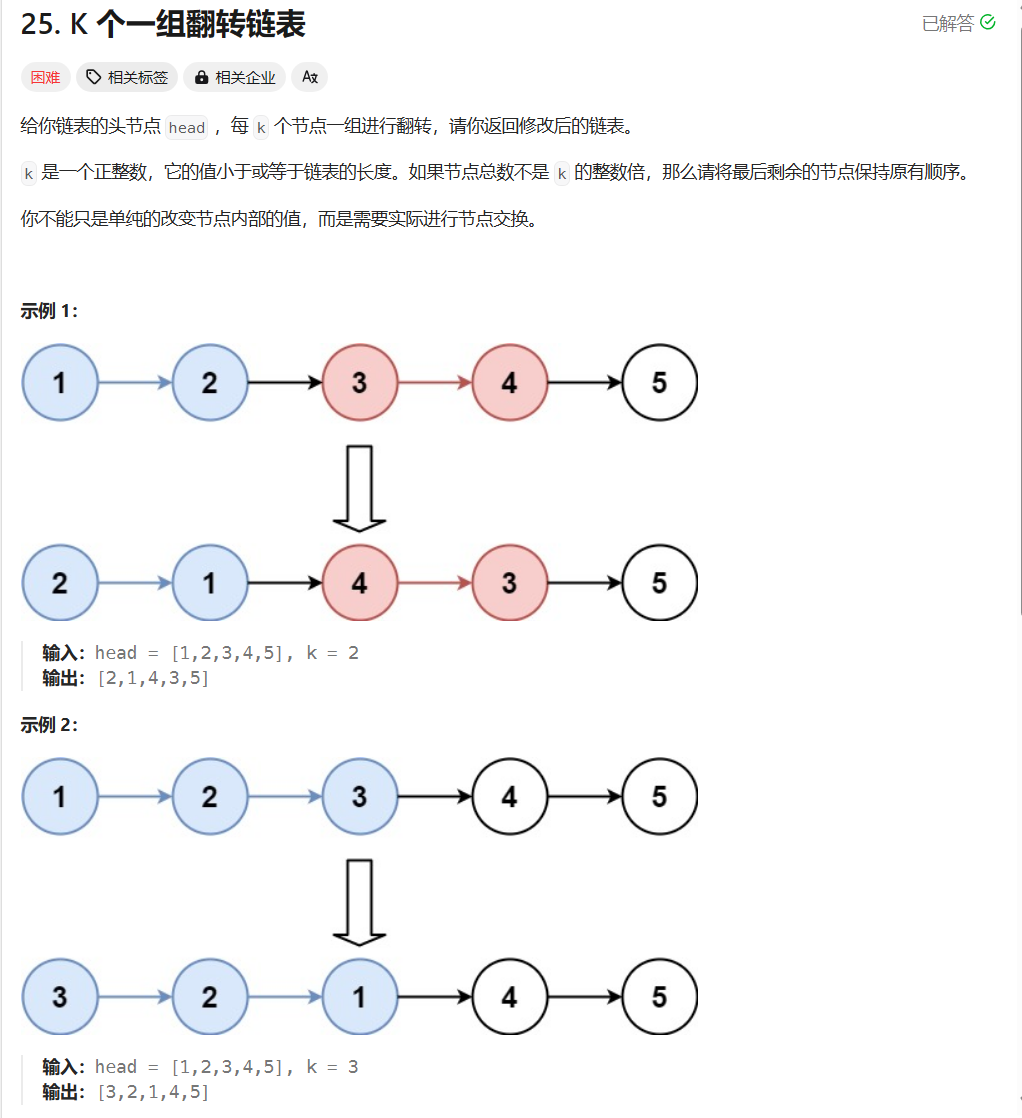 25. K 个一组翻转链表
已解答
困难 相关标签 相关企业 Aあ
给你链表的头节点 head ，每 k 个节点一组进行翻转，请你返回修改后的链表。
k 是一个正整数，它的值小于或等于链表的长度。如果节点总数不是 k 的整数倍，那么请将最后剩余的节点保持原有顺序。
你不能只是单纯的改变节点内部的值，而是需要实际进行节点交换。
示例 1：
1 2 3 4 5
2 1 4 3 5
输入：head = [1,2,3,4,5], k = 2
输出：[2,1,4,3,5]
示例 2：
1 2 3 4 5
3 2 1 4 5
输入：head = [1,2,3,4,5], k = 3
输出：[3,2,1,4,5]